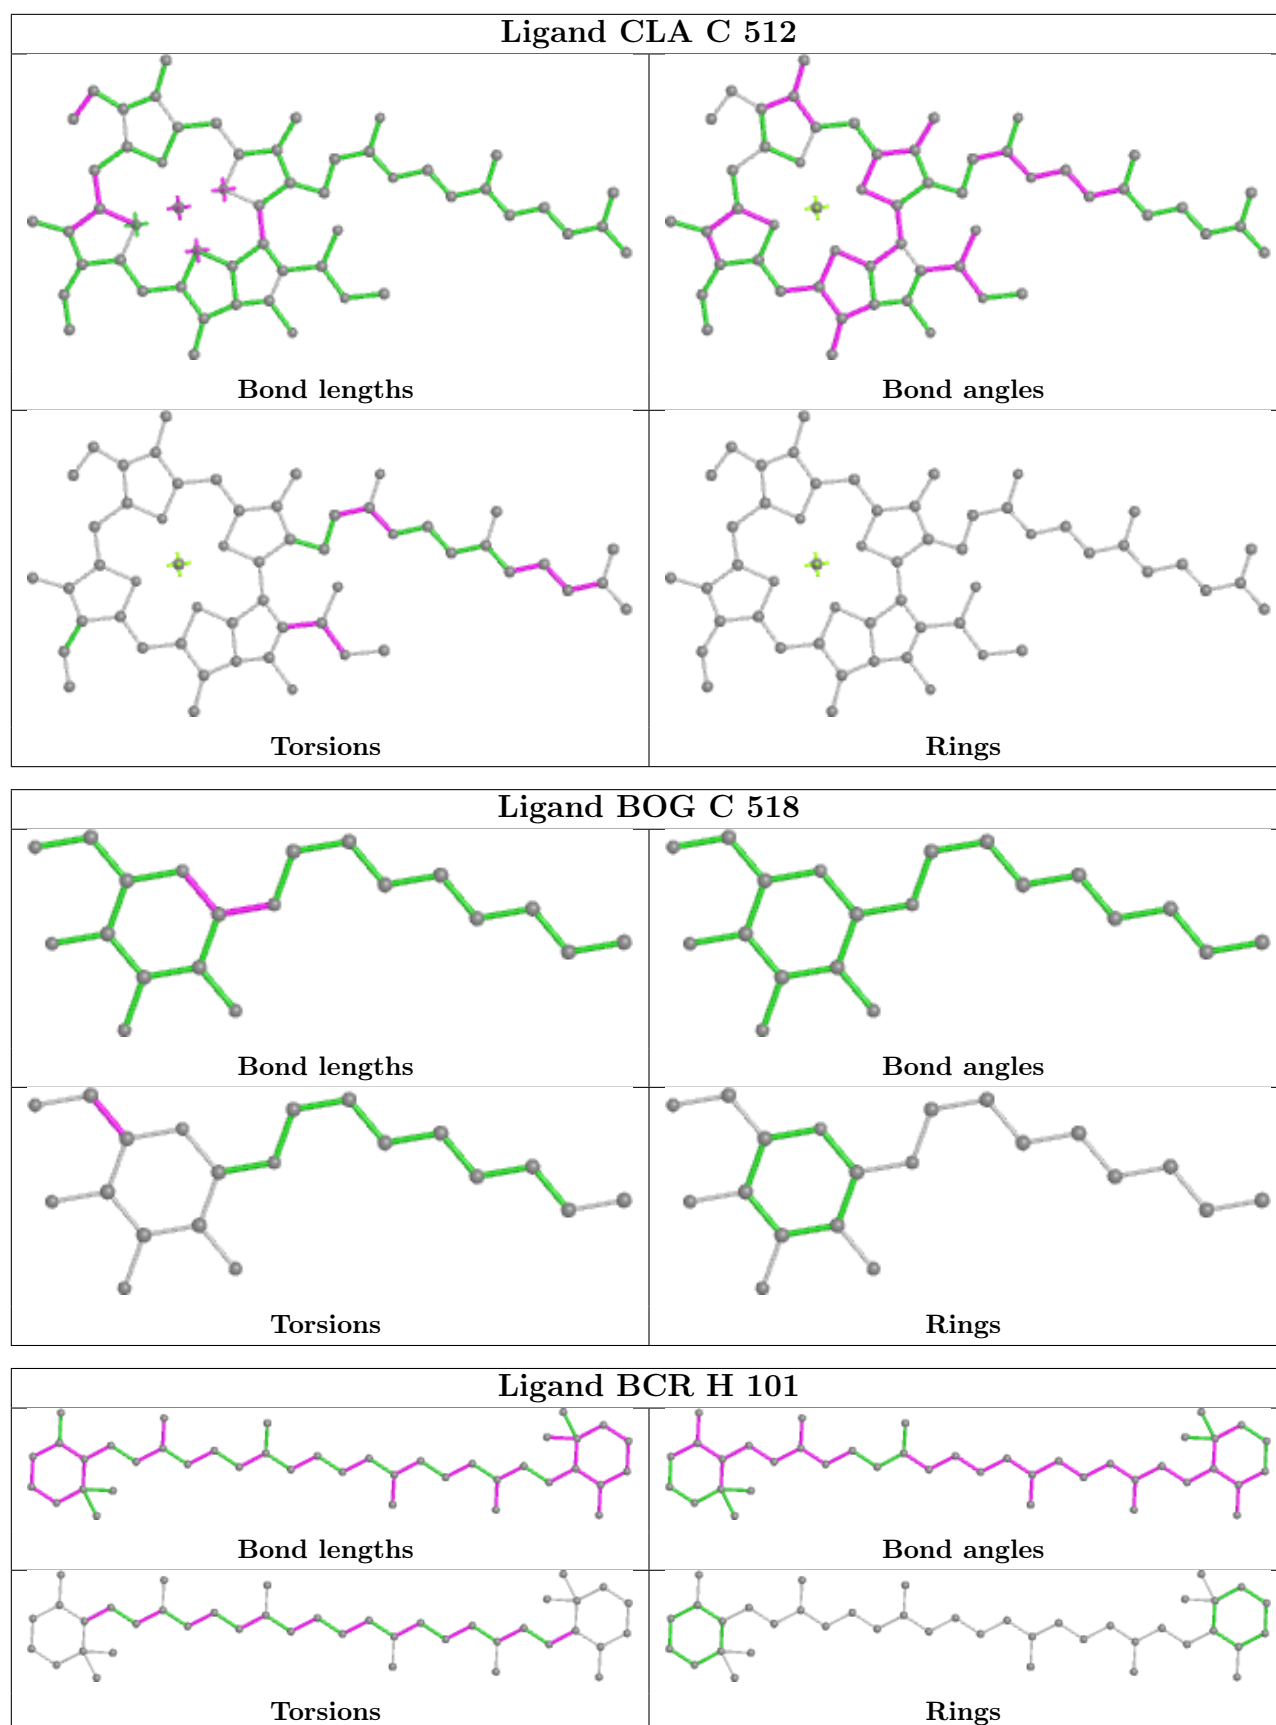 Ligand CLA C 512
Bond lengths
Bond angles
Torsions
Rings
Ligand BOG C 518
Bond lengths
Bond angles
Torsions
Rings
Ligand BCR H 101
Bond lengths
Bond angles
Torsions
Rings